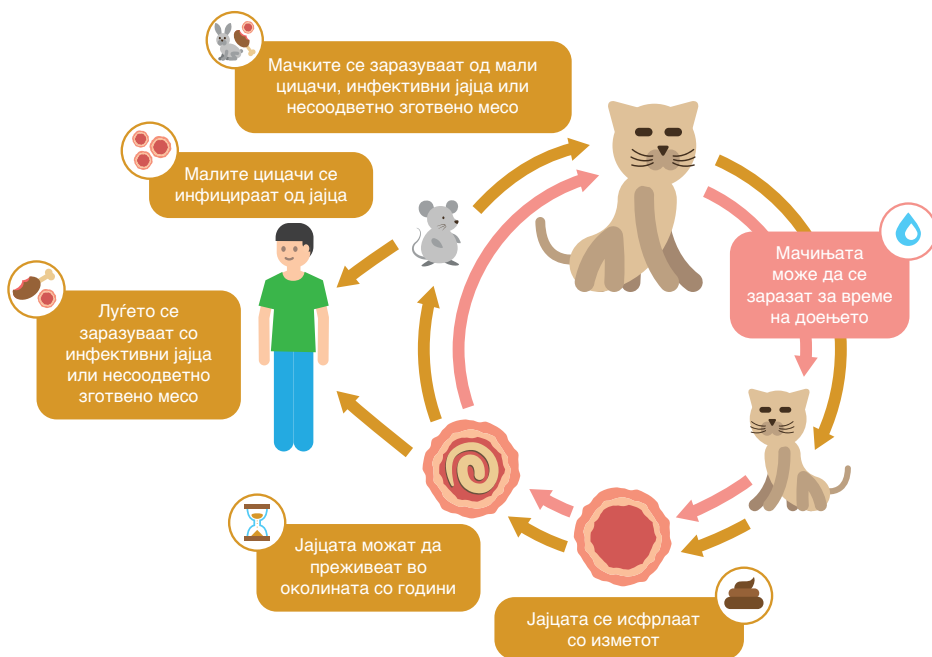 Мачките се заразуваат од мали
цицачи, инфективни јајца или
несоодветно зготвено месо
Малите цицачи се
инфицираат од јајца
Мачињата
може да се
заразат за време
на доењето
Луѓето се
заразуваат со
инфективни јајца
или несоодветно
зготвено месо
Јајцата можат да
преживеат во
околината со години
Јајцата се исфрлаат
со изметот